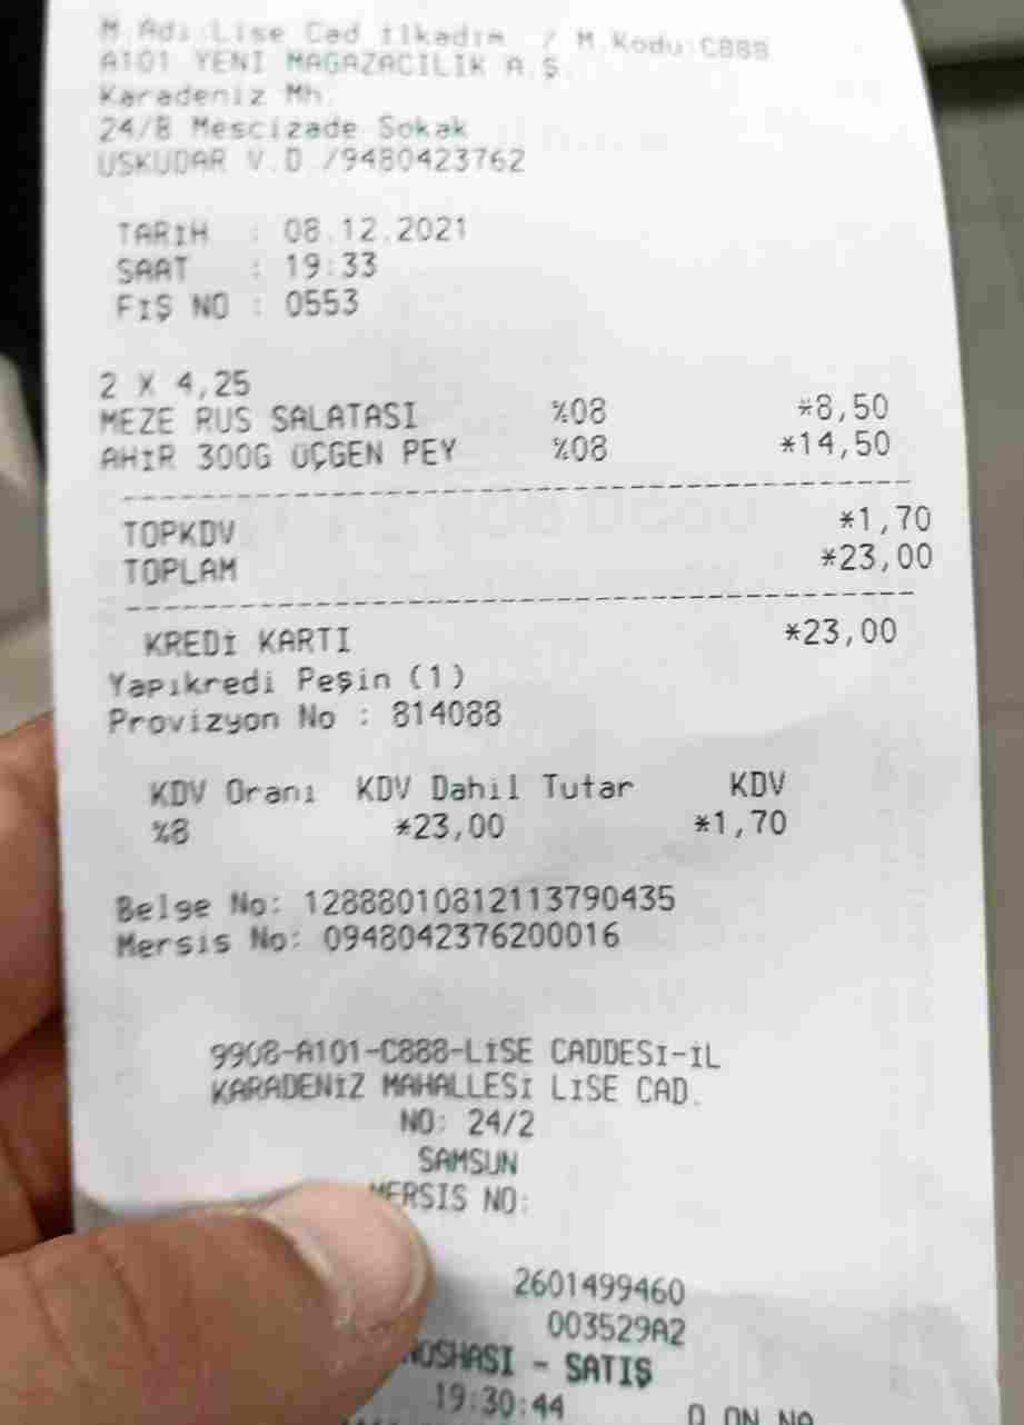 M.Adı:Lise Cad ilkadım / M.Kodu:C888
A101 YENİ MAGAZACILIK A.Ş.
Karadeniz Mh.
24/B Mescizade Sokak
USKUDAR V.D./9480423762
TARİH : 08.12.2021
SAAT : 19:33
FİŞ NO : 0553
2 X 4,25
MEZE RUS SALATASI %08 *8,50
AHİR 300G ÜÇGEN PEY %08 *14,50
TOPKDV *1,70
TOPLAM *23,00
KREDİ KARTI *23,00
Yapıkredi Peşin (1)
Provizyon No : 814088
KDV Oranı KDV Dahil Tutar KDV
%8 *23,00 *1,70
Belge No: 12888010812113790435
Mersis No: 0948042376200016
9908-A101-C888-LİSE CADDESİ-İL
KARADENİZ MAHALLESİ LİSE CAD.
NO: 24/2
SAMSUN
MERSIS NO:
2601499460
003529A2
- SATIŞ
19:30:44